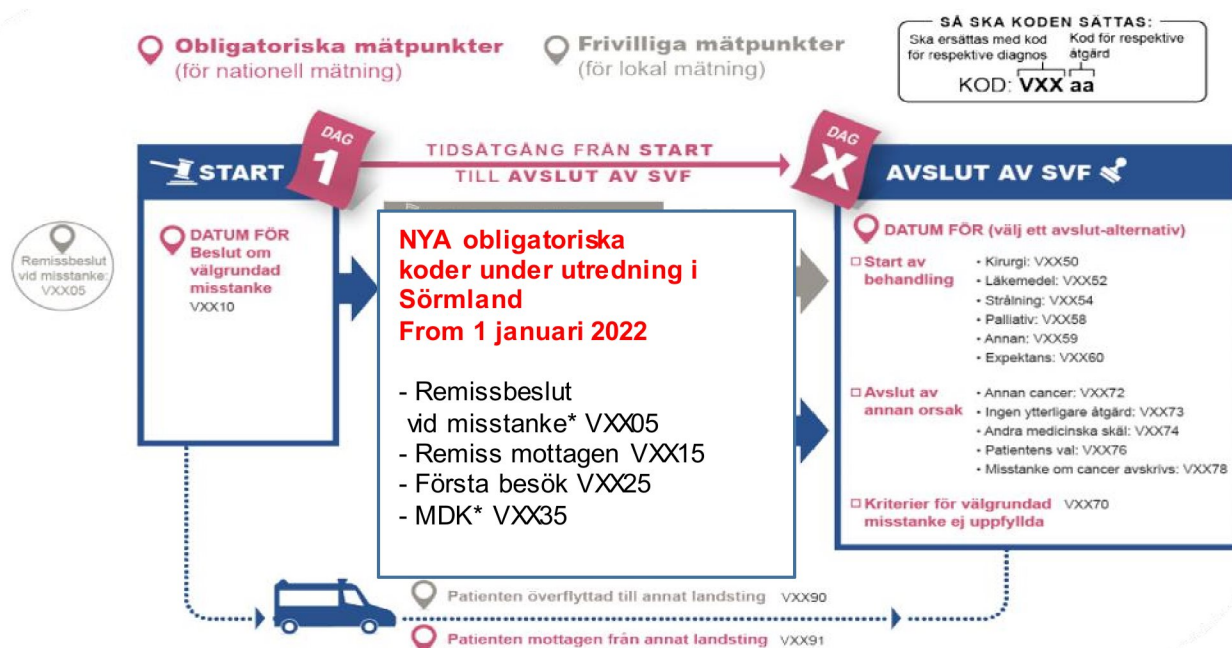 Obligatoriska mätpunkter
(för nationell mätning)
Frivilliga mätpunkter
(för lokal mätning)
SÅ SKA KODEN SÄTTAS:
Ska ersättas med kod
för respektive diagnos
Kod för respektive
åtgärd
KOD: VXX aa
START
DAG
1
TIDSÅTGÅNG FRÅN START
TILL AVSLUT AV SVF
DAG
X
AVSLUT AV SVF
Remissbeslut
vid misstanke:
VXX05
DATUM FÖR
Beslut om
välgrundad
misstanke
VXX10
NYA obligatoriska
koder under utredning i
Sörmland
From 1 januari 2022
- Remissbeslut
vid misstanke* VXX05
- Remiss mottagen VXX15
- Första besök VXX25
- MDK* VXX35
DATUM FÖR (välj ett avslut-alternativ)
Start av
behandling
• Kirurgi: VXX50
• Läkemedel: VXX52
• Strålning: VXX54
• Palliativ: VXX58
• Annan: VXX59
• Expektans: VXX60
Avslut av
annan orsak
• Annan cancer: VXX72
• Ingen ytterligare åtgärd: VXX73
• Andra medicinska skäl: VXX74
• Patientens val: VXX76
• Misstanke om cancer avskrivs: VXX78
Kriterier för välgrundad VXX70
misstanke ej uppfyllda
Patienten överflyttad till annat landsting VXX90
Patienten mottagen från annat landsting VXX91